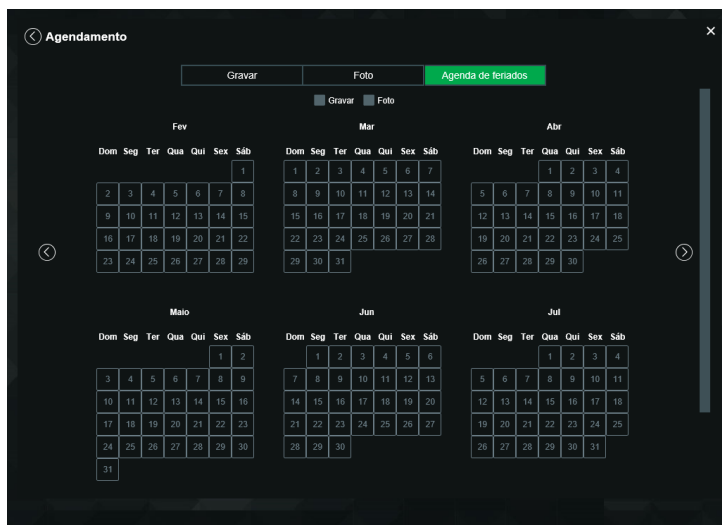 Agendamento
Gravar Foto Agenda de feriados
Gravar Foto
Fev Mar Abr
Dom Seg Ter Qua Qui Sex Sáb Dom Seg Ter Qua Qui Sex Sáb Dom Seg Ter Qua Qui Sex Sáb
1 1 2 3 4 5 6 7 1 2 3 4
2 3 4 5 6 7 8 8 9 10 11 12 13 14 5 6 7 8 9 10 11
9 10 11 12 13 14 15 15 16 17 18 19 20 21 12 13 14 15 16 17 18
16 17 18 19 20 21 22 22 23 24 25 26 27 28 19 20 21 22 23 24 25
23 24 25 26 27 28 29 29 30 31 26 27 28 29 30
Maio Jun Jul
Dom Seg Ter Qua Qui Sex Sáb Dom Seg Ter Qua Qui Sex Sáb Dom Seg Ter Qua Qui Sex Sáb
1 2 1 2 3 4 5 6 1 2 3 4
3 4 5 6 7 8 9 7 8 9 10 11 12 13 5 6 7 8 9 10 11
10 11 12 13 14 15 16 14 15 16 17 18 19 20 12 13 14 15 16 17 18
17 18 19 20 21 22 23 21 22 23 24 25 26 27 19 20 21 22 23 24 25
24 25 26 27 28 29 30 28 29 30 26 27 28 29 30 31
31